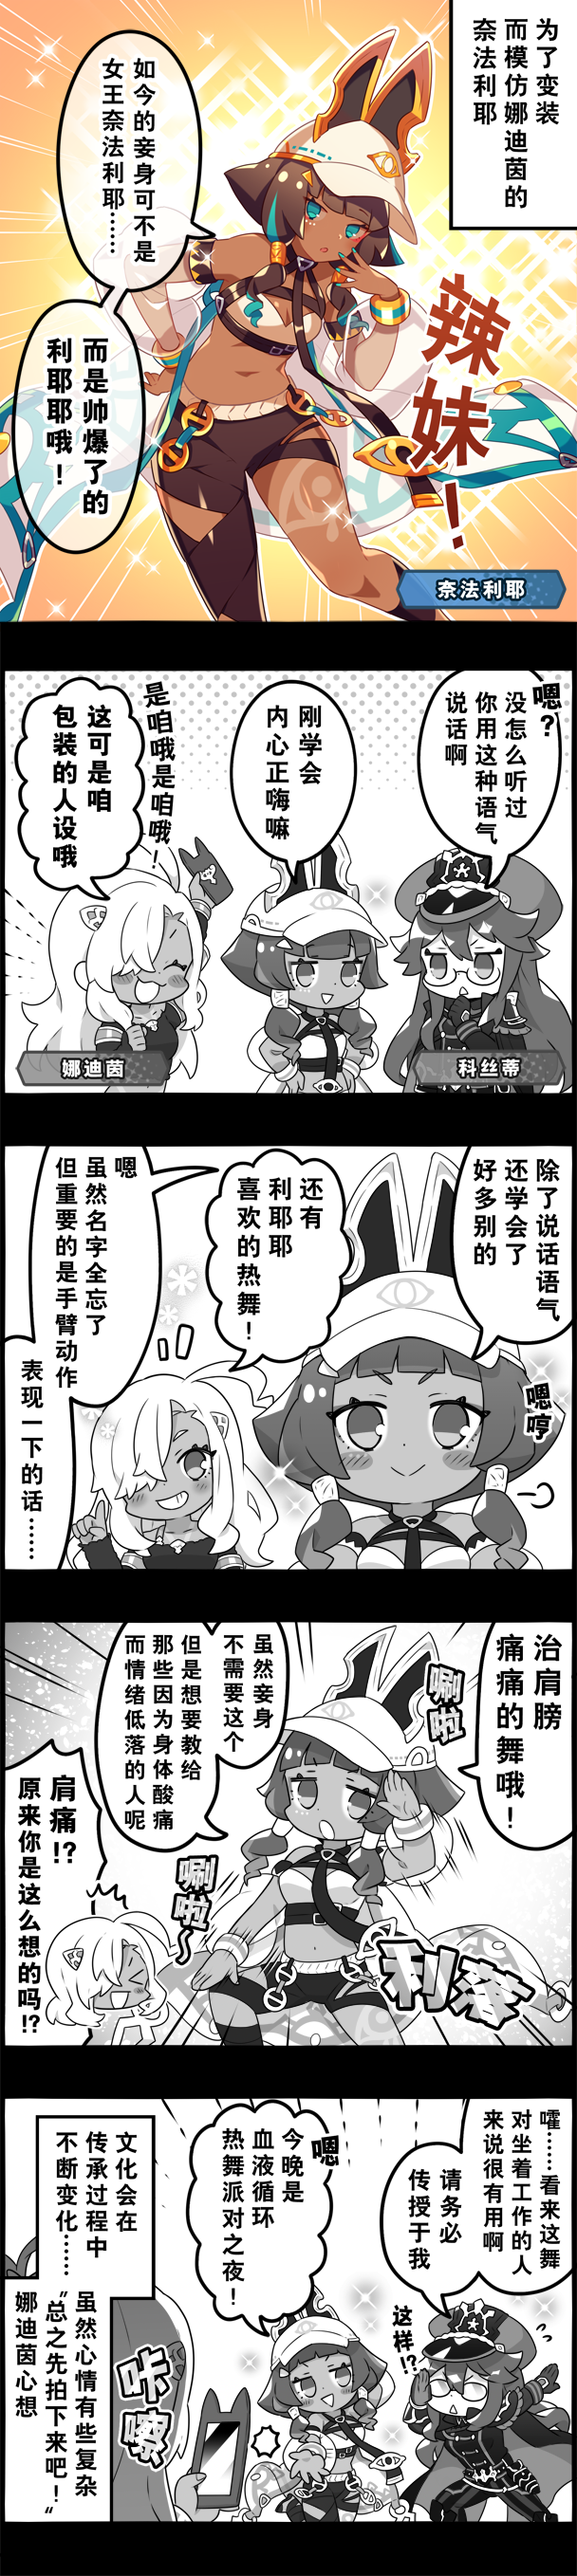 为了变装
而模仿娜迪茵的
奈法利耶
如今的妾身可不是
女王奈法利耶……
而是帅爆了的
利耶耶哦！
辣妹！
奈法利耶
嗯？
没怎么听过
你用这种语气
说话啊
刚学会
内心正嗨嘛
是咱哦是咱哦！
这可是咱
包装的人设哦
娜迪茵
科丝蒂
除了说话语气
还学会了
好多别的
嗯哼
还有
利耶耶
喜欢的热舞！
嗯
虽然名字全忘了
但重要的是手臂动作
表现一下的话……
治肩膀
痛痛的舞哦！
唰啦
虽然妾身
不需要这个
但是想要教给
那些因为身体酸痛
而情绪低落的人呢
唰啦~
利落
肩痛!?
原来你是这么想的吗!?
嚯……看来这舞
对坐着工作的人
来说很有用啊
请务必
传授于我
这样!?
嗯
今晚是
血液循环
热舞派对之夜！
文化会在
传承过程中
不断变化……
咔嚓
虽然心情有些复杂
“总之先拍下来吧！”
娜迪茵心想